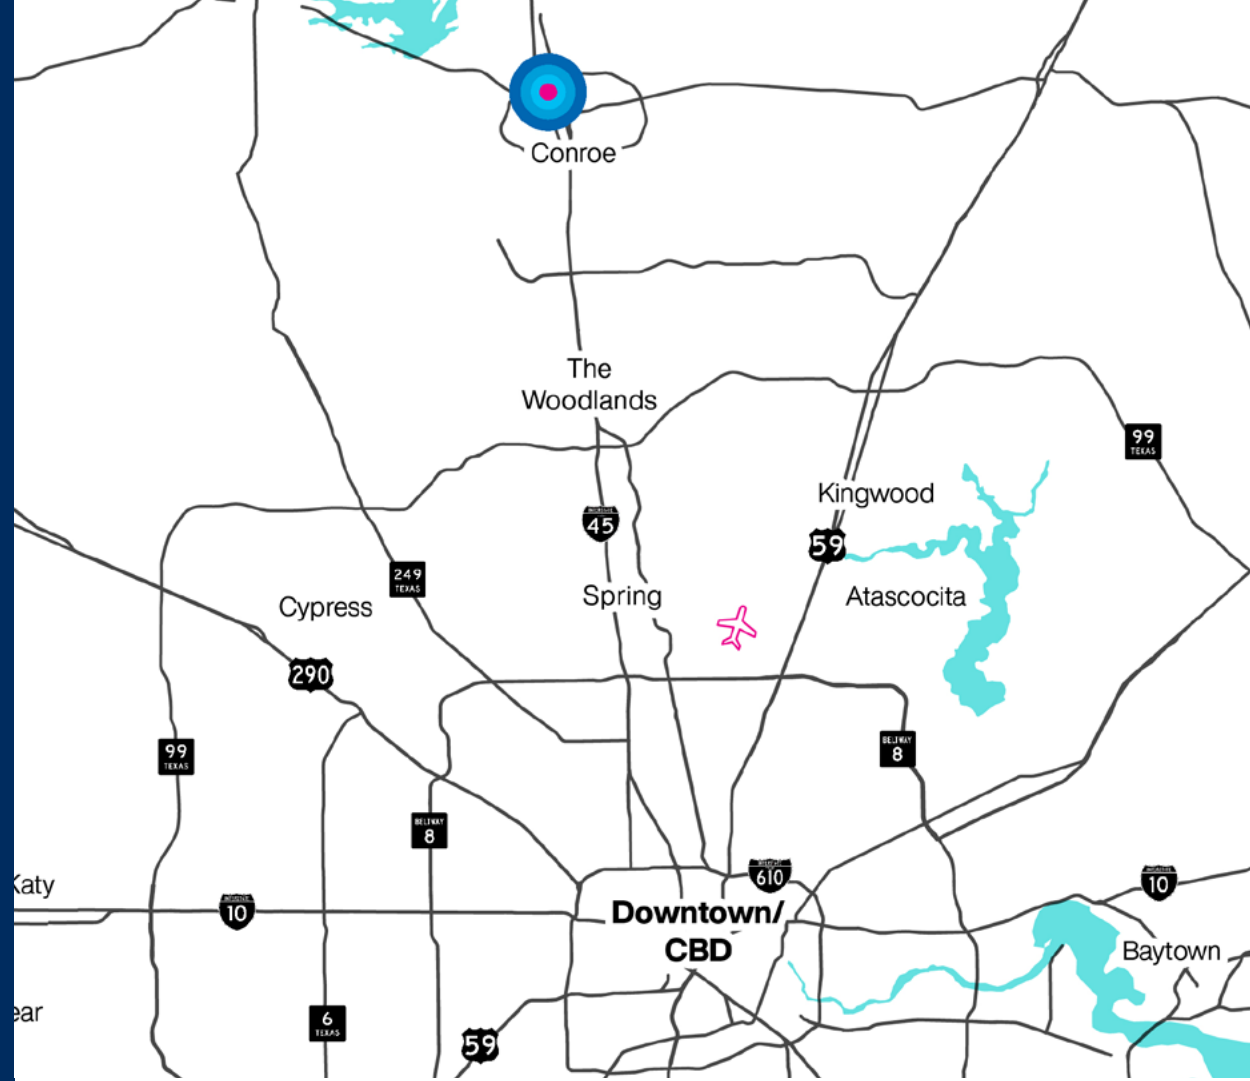 Conroe
The
Woodlands
99
TEXAS
Kingwood
45
59
249
TEXAS
Spring
Atascocita
Cypress
290
99
TEXAS
BELTWAY
8
BELTWAY
8
610
Katy
10
10
Downtown/
CBD
Baytown
ear
6
TEXAS
59